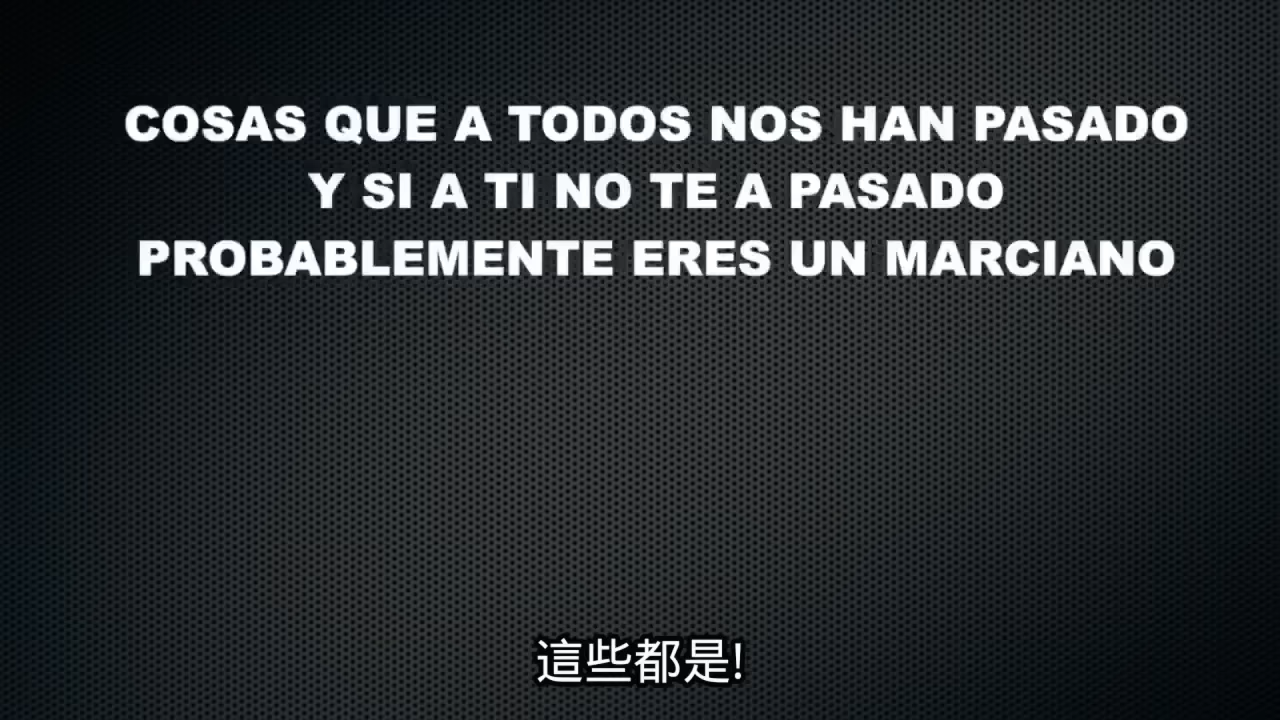 COSAS QUE A TODOS NOS HAN PASADO
Y SI A TI NO TE A PASADO
PROBABLEMENTE ERES UN MARCIANO
這些都是!